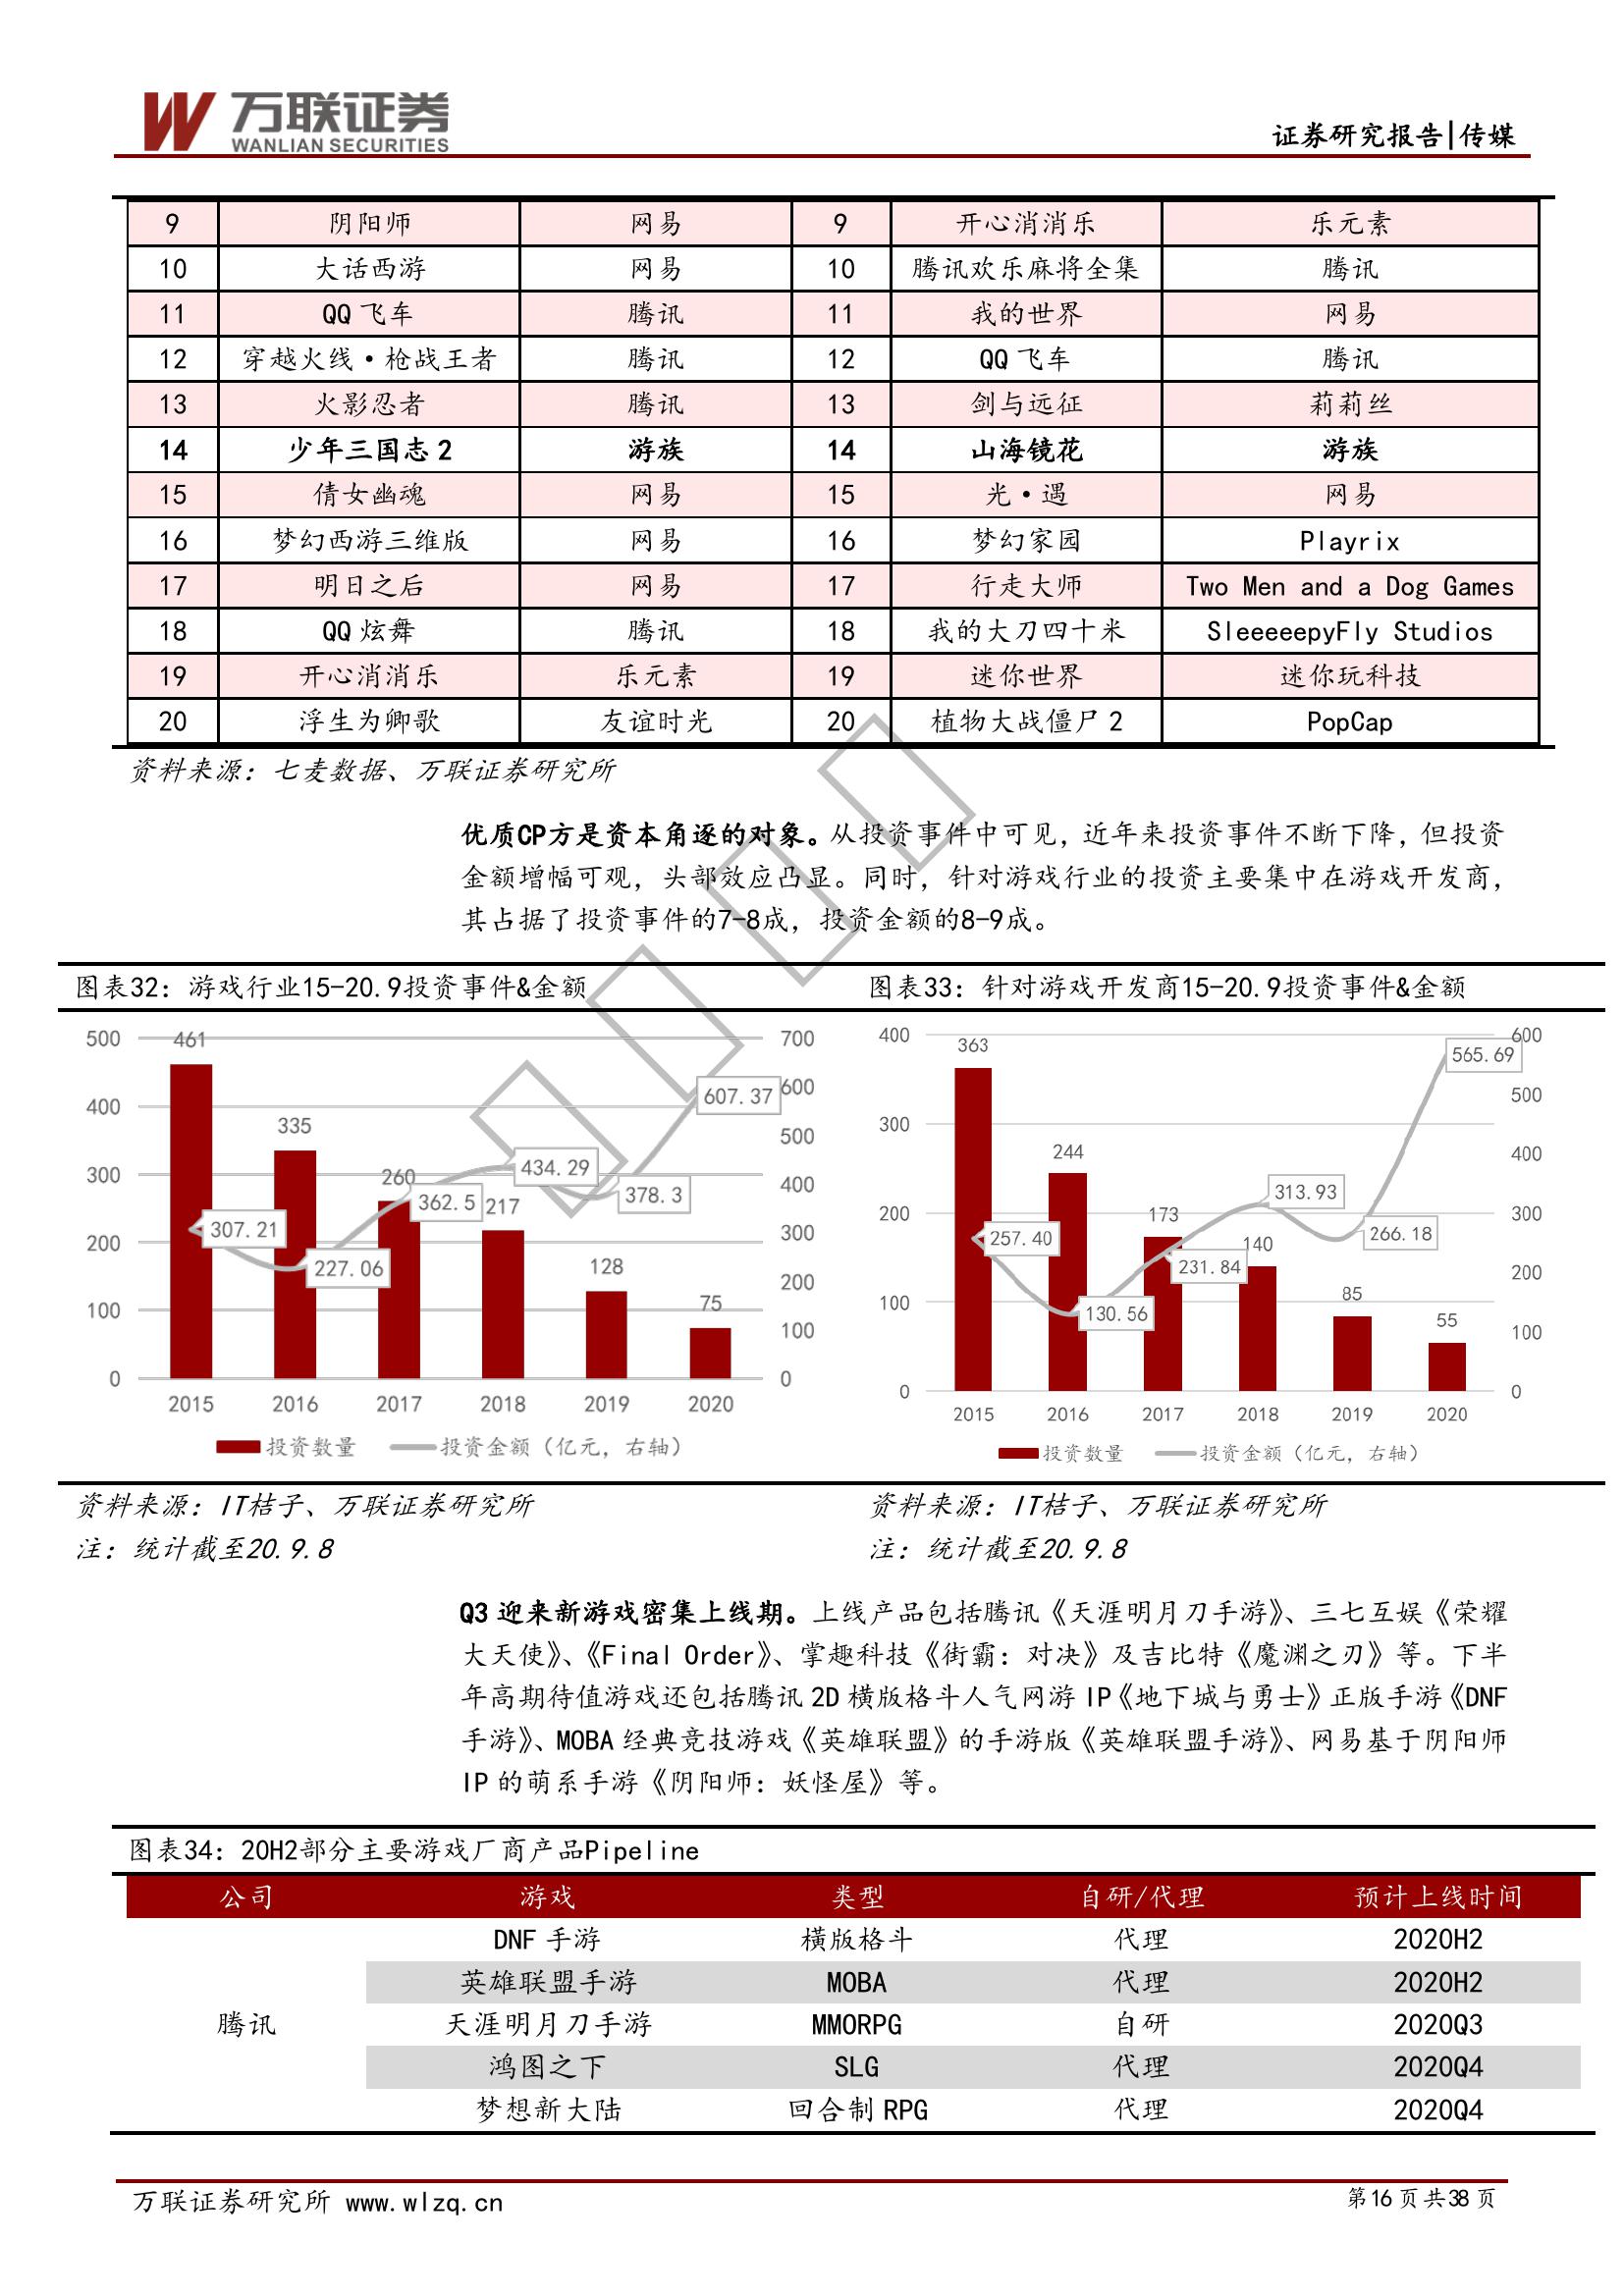 万联证券
WANLIAN SECURITIES
证券研究报告|传媒
9 阴阳师 网易 9 开心消消乐 乐元素
10 大话西游 网易 10 腾讯欢乐麻将全集 腾讯
11 QQ 飞车 腾讯 11 我的世界 网易
12 穿越火线·枪战王者 腾讯 12 QQ 飞车 腾讯
13 火影忍者 腾讯 13 剑与远征 莉莉丝
14 少年三国志 2 游族 14 山海镜花 游族
15 倩女幽魂 网易 15 光·遇 网易
16 梦幻西游三维版 网易 16 梦幻家园 Playrix
17 明日之后 网易 17 行走大师 Two Men and a Dog Games
18 QQ 炫舞 腾讯 18 我的大刀四十米 SleeeeepyFly Studios
19 开心消消乐 乐元素 19 迷你世界 迷你玩科技
20 浮生为卿歌 友谊时光 20 植物大战僵尸 2 PopCap
资料来源：七麦数据、万联证券研究所
优质CP方是资本角逐的对象。从投资事件中可见，近年来投资事件不断下降，但投资
金额增幅可观，头部效应凸显。同时，针对游戏行业的投资主要集中在游戏开发商，
其占据了投资事件的7-8成，投资金额的8-9成。
图表32：游戏行业15-20.9投资事件&金额
500 400 300 200 100 0
461 335 260 217 128 75
307.21 227.06 362.5 434.29 378.3 607.37
700 600 500 400 300 200 100 0
2015 2016 2017 2018 2019 2020
投资数量 投资金额（亿元，右轴）
资料来源：IT桔子、万联证券研究所
注：统计截至20.9.8
图表33：针对游戏开发商15-20.9投资事件&金额
400 300 200 100 0
363 244 173 140 85 55
257.40 130.56 231.84 313.93 266.18 565.69
600 500 400 300 200 100 0
2015 2016 2017 2018 2019 2020
投资数量 投资金额（亿元，右轴）
资料来源：IT桔子、万联证券研究所
注：统计截至20.9.8
Q3 迎来新游戏密集上线期。上线产品包括腾讯《天涯明月刀手游》、三七互娱《荣耀
大天使》、《Final Order》、掌趣科技《街霸：对决》及吉比特《魔渊之刃》等。下半
年高期待值游戏还包括腾讯 2D 横版格斗人气网游 IP《地下城与勇士》正版手游《DNF
手游》、MOBA 经典竞技游戏《英雄联盟》的手游版《英雄联盟手游》、网易基于阴阳师
IP 的萌系手游《阴阳师：妖怪屋》等。
图表34：20H2部分主要游戏厂商产品Pipeline
公司 游戏 类型 自研/代理 预计上线时间
DNF 手游 横版格斗 代理 2020H2
英雄联盟手游 MOBA 代理 2020H2
腾讯 天涯明月刀手游 MMORPG 自研 2020Q3
鸿图之下 SLG 代理 2020Q4
梦想新大陆 回合制 RPG 代理 2020Q4
万联证券研究所 www.wlzq.cn
第 16 页 共 38 页